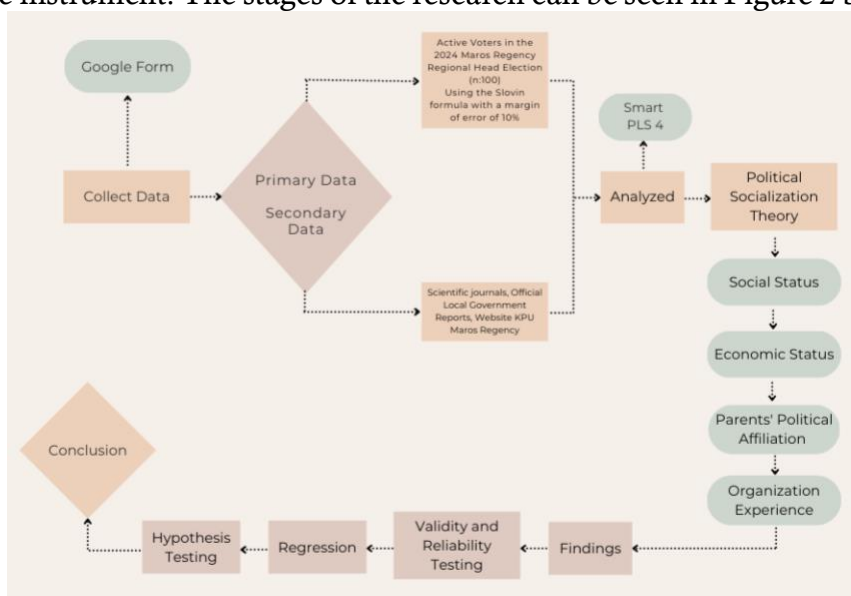 e instrument. The stages of the research can be seen in Figure 2
Google Form
Collect Data
Primary Data
Secondary
Data
Active Voters in the
2024 Maros Regency
Regional Head Election
(n:100)
Using the Slovin
formula with a margin
of error of 10%
Scientific journals, Official
Local Government
Reports, Website KPU
Maros Regency
Smart
PLS 4
Analyzed
Political
Socialization
Theory
Social Status
Economic Status
Parents' Political
Affiliation
Organization
Experience
Findings
Validity and
Reliability
Testing
Regression
Hypothesis
Testing
Conclusion